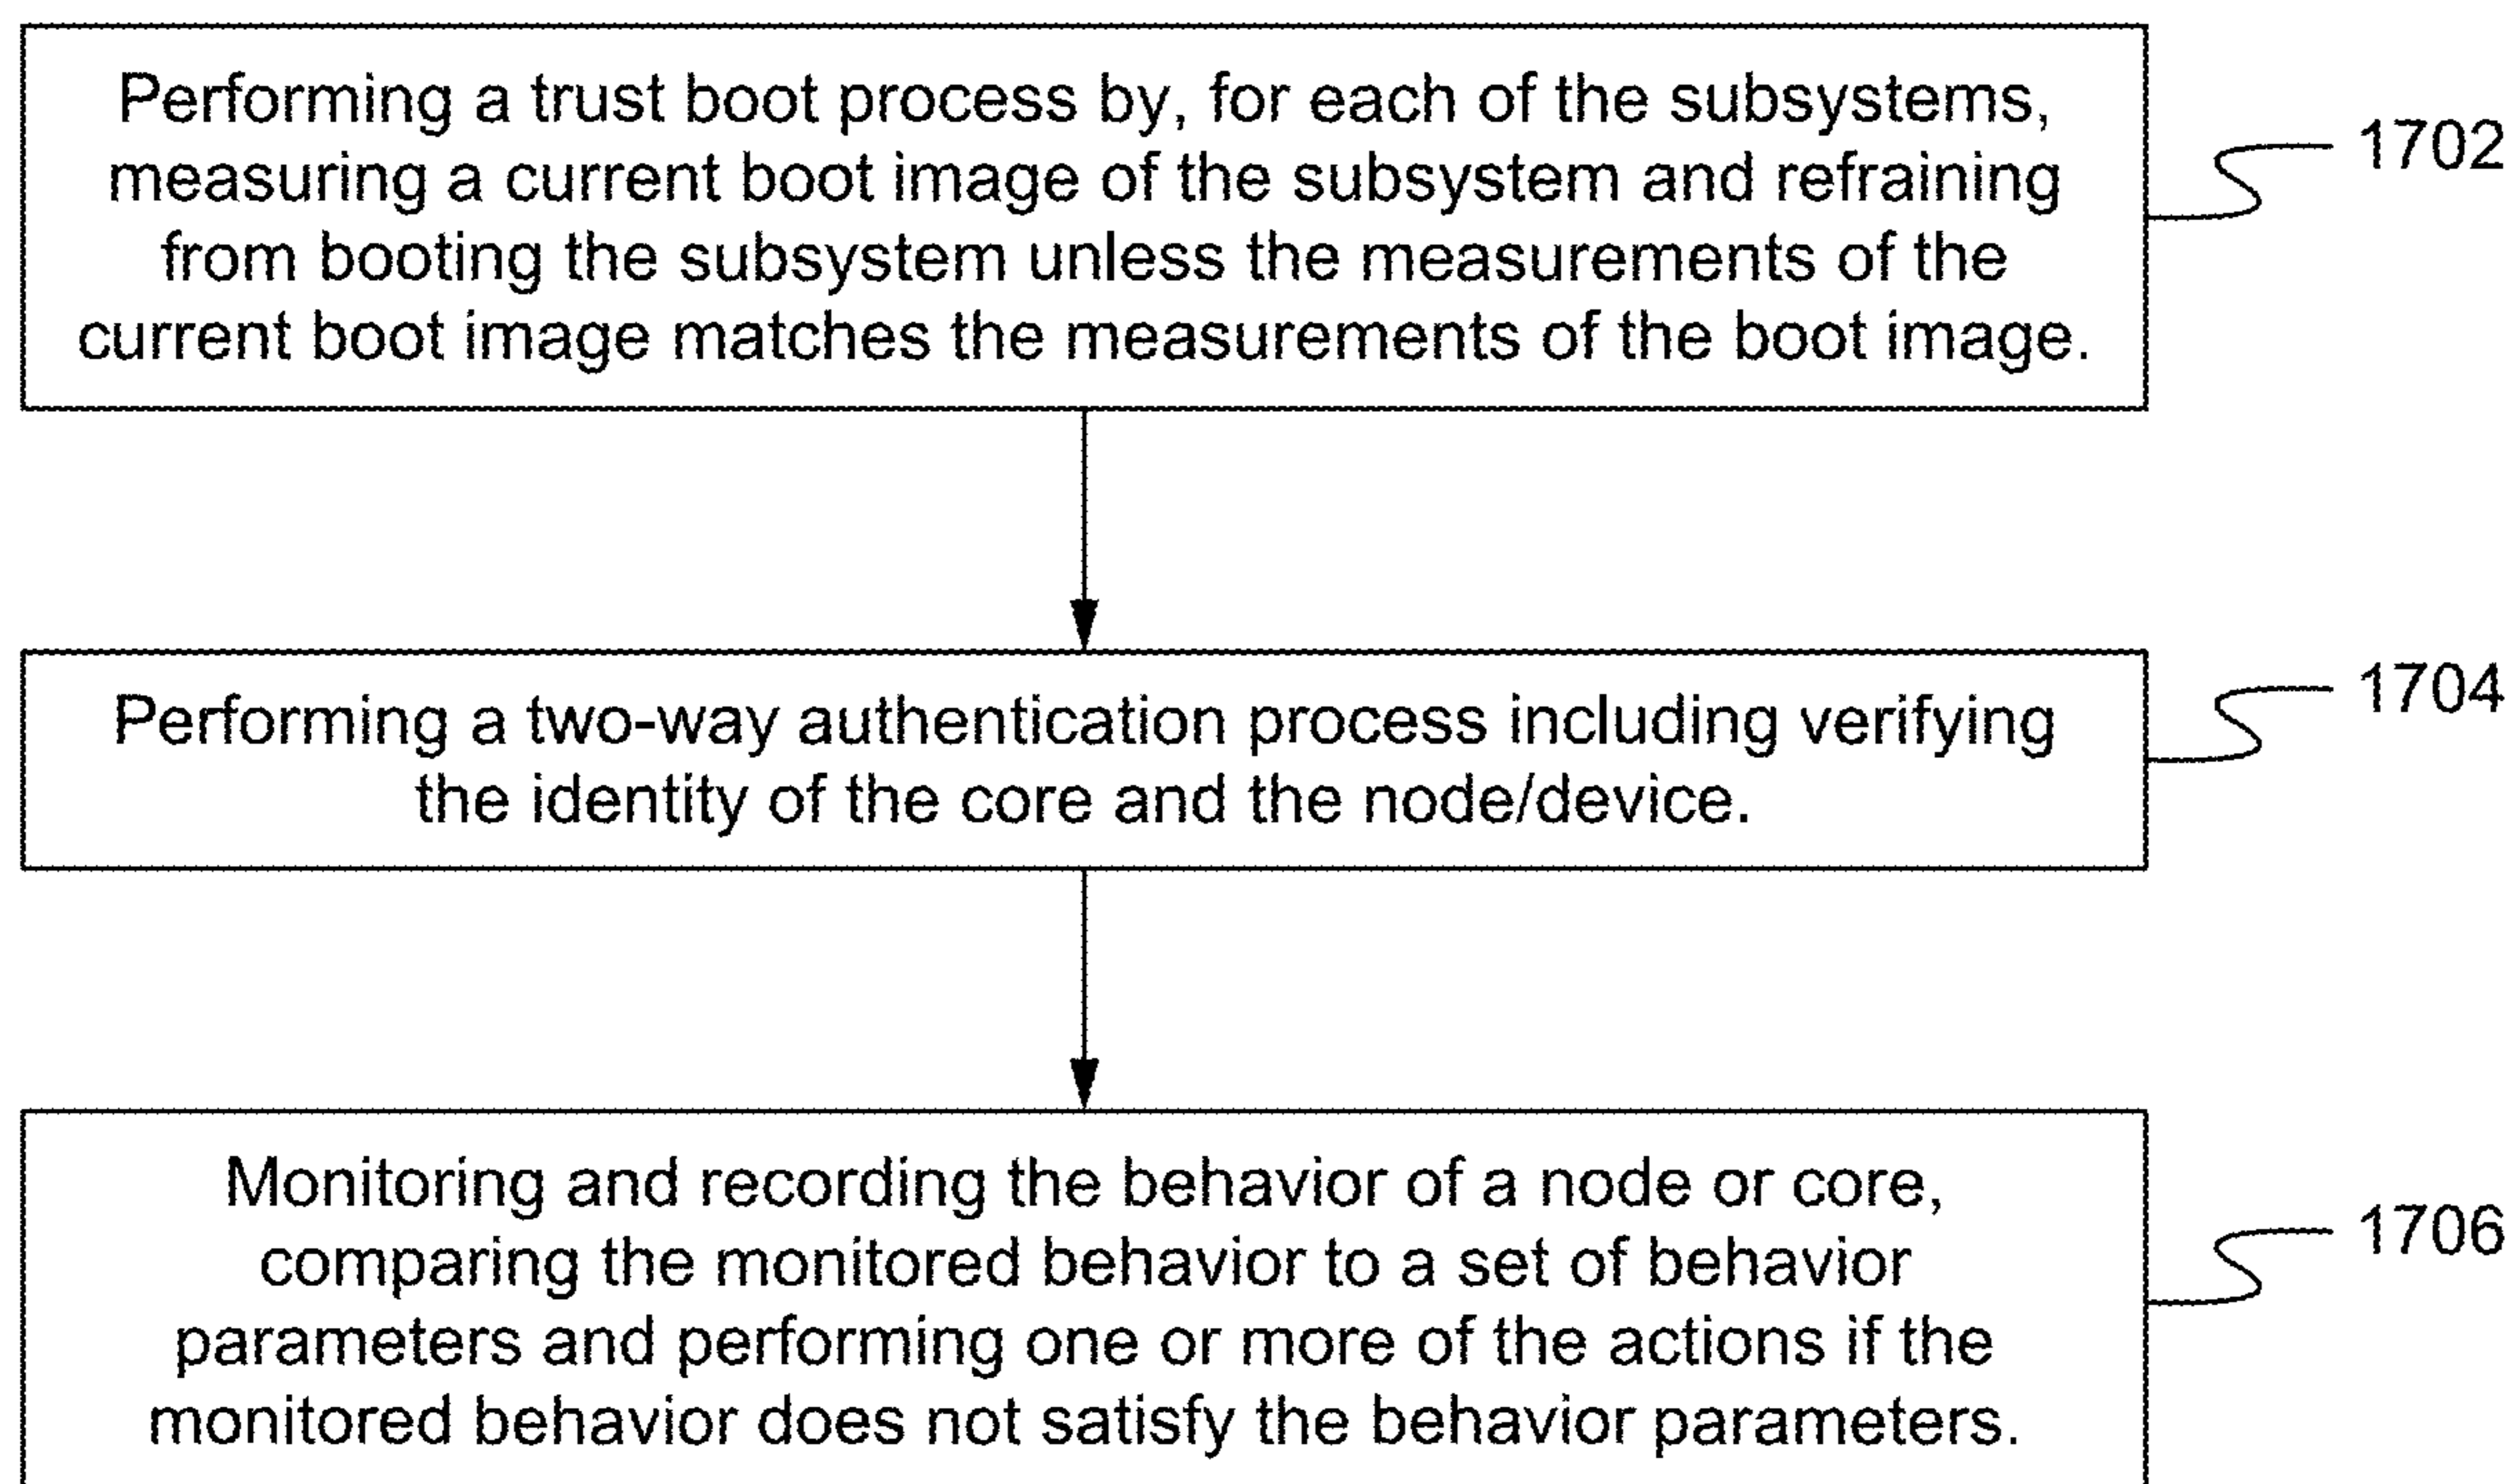 Performing a trust boot process by, for each of the subsystems,
measuring a current boot image of the subsystem and refraining
from booting the subsystem unless the measurements of the
current boot image matches the measurements of the boot image.
1702
Performing a two-way authentication process including verifying
the identity of the core and the node/device.
1704
Monitoring and recording the behavior of a node or core,
comparing the monitored behavior to a set of behavior
parameters and performing one or more of the actions if the
monitored behavior does not satisfy the behavior parameters.
1706